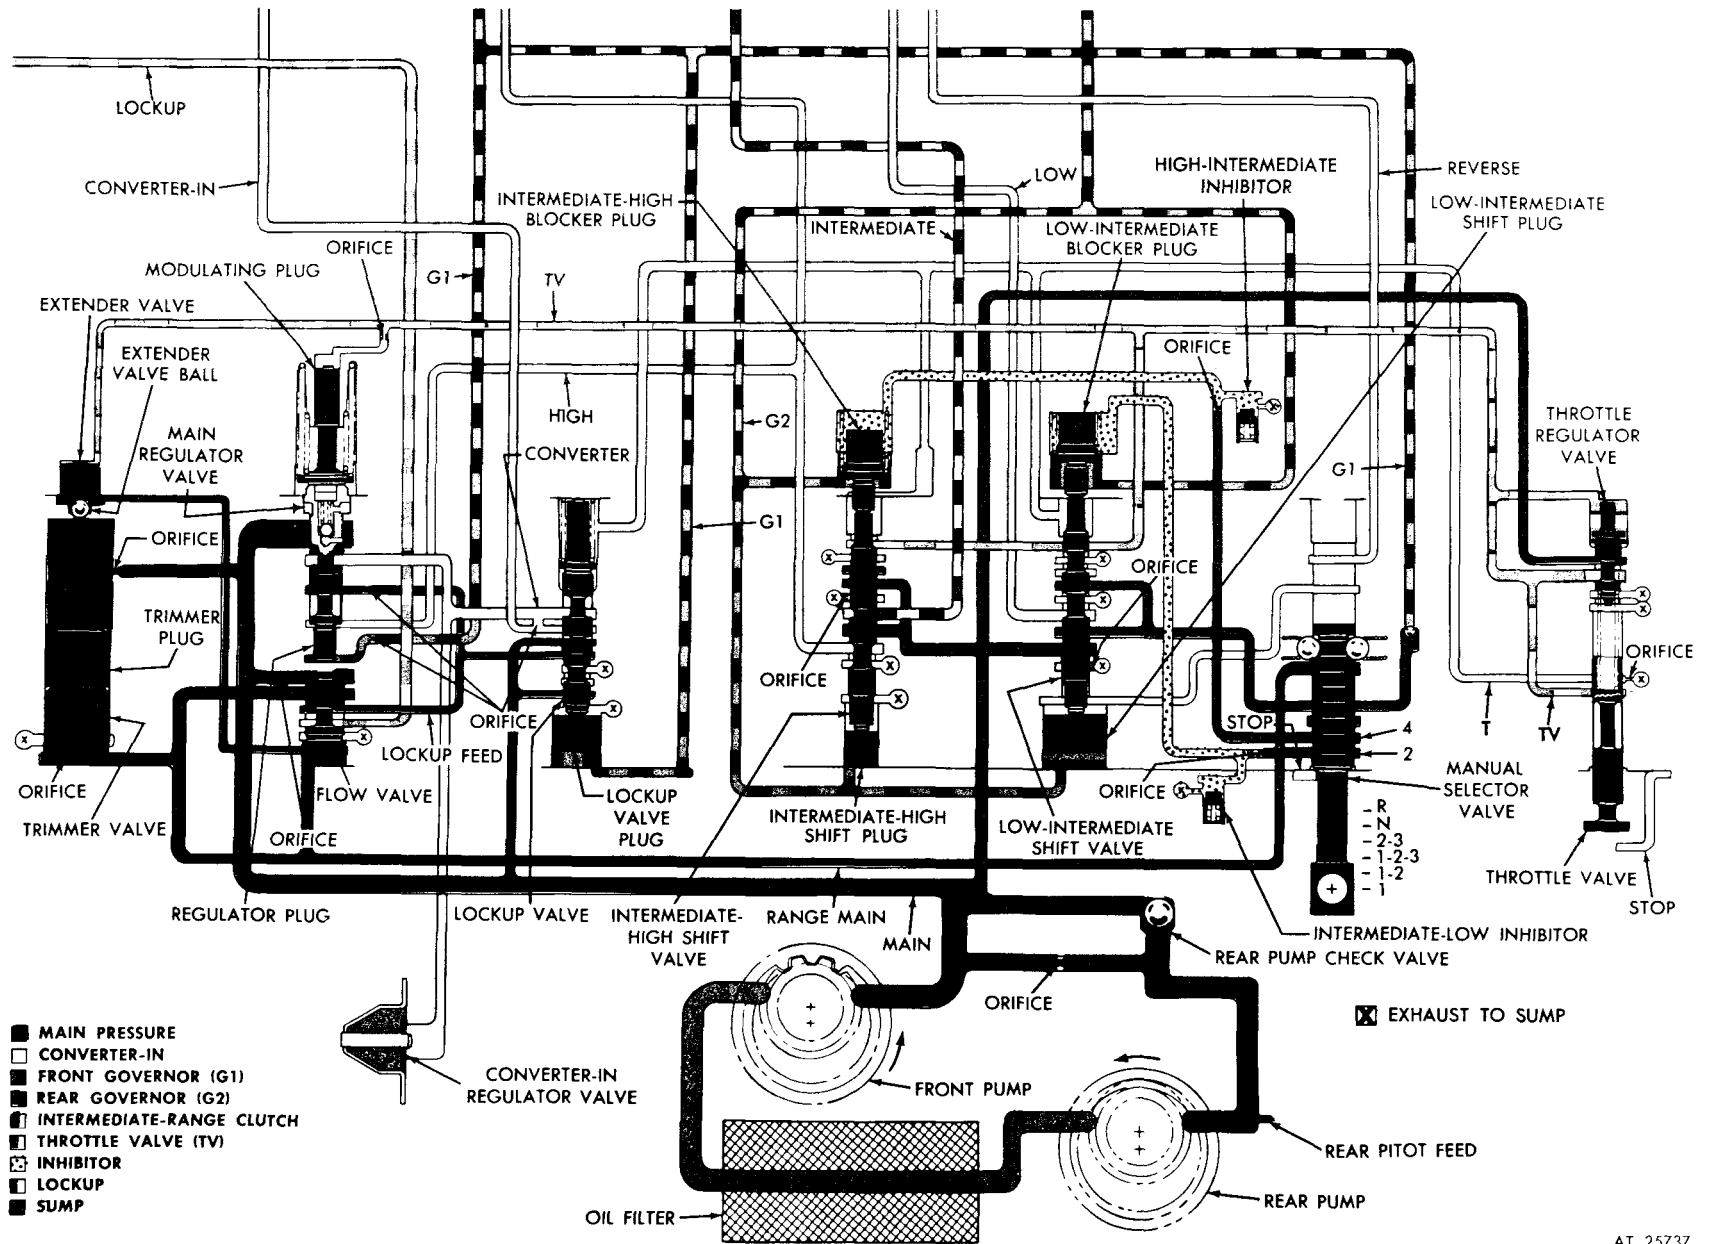 LOCKUP
CONVERTER-IN
ORIFICE
MODULATING PLUG
EXTENDER VALVE
EXTENDER
VALVE BALL
MAIN
REGULATOR
VALVE
ORIFICE
TRIMMER
PLUG
ORIFICE
TRIMMER VALVE
REGULATOR PLUG
ORIFICE
FLOW VALVE
LOCKUP FEED
ORIFICE
LOCKUP VALVE
G1
TV
HIGH
CONVERTER
G1
LOCKUP
VALVE
PLUG
INTERMEDIATE-HIGH
BLOCKER PLUG
G2
INTERMEDIATE
LOW
LOW-INTERMEDIATE
BLOCKER PLUG
HIGH-INTERMEDIATE
INHIBITOR
REVERSE
LOW-INTERMEDIATE
SHIFT PLUG
ORIFICE
G1
THROTTLE
REGULATOR
VALVE
ORIFICE
ORIFICE
ORIFICE
T
TV
STOP
4
2
MANUAL
SELECTOR
VALVE
ORIFICE
R
N
2-3
1-2-3
1-2
1
THROTTLE VALVE
STOP
INTERMEDIATE-HIGH
SHIFT PLUG
LOW-INTERMEDIATE
SHIFT VALVE
INTERMEDIATE-
HIGH SHIFT
VALVE
RANGE MAIN
MAIN
INTERMEDIATE-LOW INHIBITOR
REAR PUMP CHECK VALVE
ORIFICE
X EXHAUST TO SUMP
MAIN PRESSURE
CONVERTER-IN
FRONT GOVERNOR (G1)
REAR GOVERNOR (G2)
INTERMEDIATE-RANGE CLUTCH
THROTTLE VALVE (TV)
INHIBITOR
LOCKUP
SUMP
CONVERTER-IN
REGULATOR VALVE
FRONT PUMP
REAR PITOT FEED
REAR PUMP
OIL FILTER
AT 25737